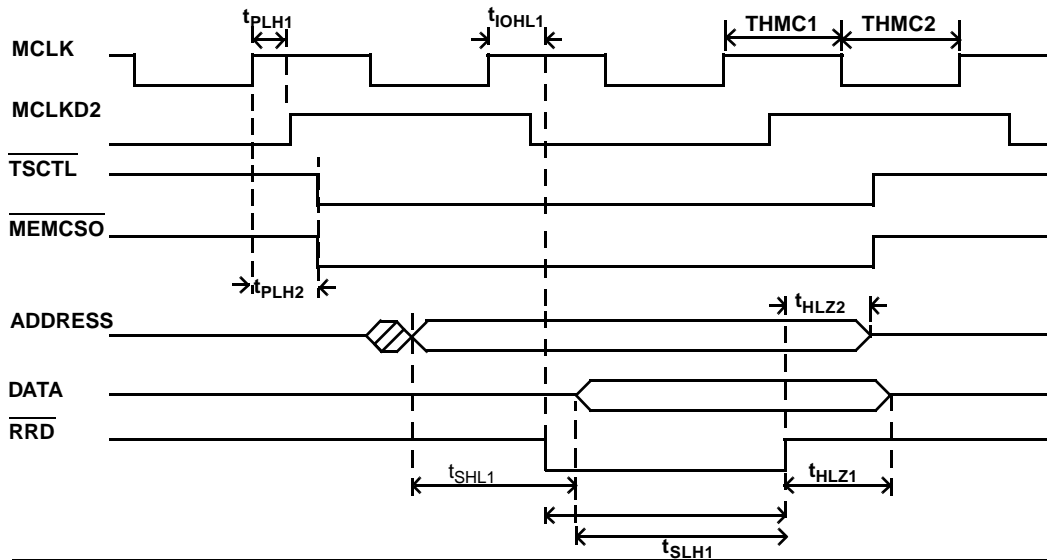 tPLH1
tIOHL1
THMC1
THMC2
MCLK
MCLKD2
TSCTL
MEMCSO
tPLH2
tHLZ2
ADDRESS
DATA
RRD
tSHL1
tHLZ1
tSLH1